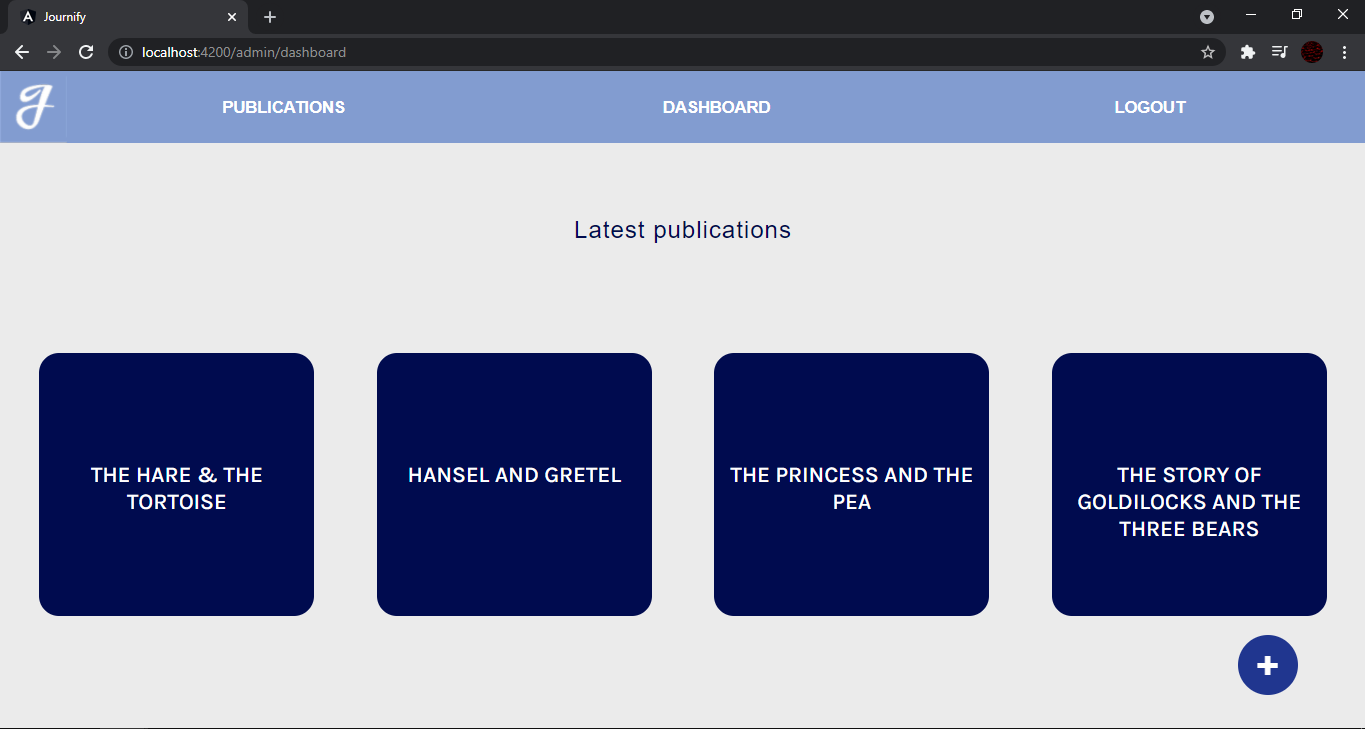 Journify
localhost:4200/admin/dashboard
PUBLICATIONS DASHBOARD LOGOUT
Latest publications
THE HARE & THE
TORTOISE
HANSEL AND GRETEL
THE PRINCESS AND THE
PEA
THE STORY OF
GOLDILOCKS AND THE
THREE BEARS